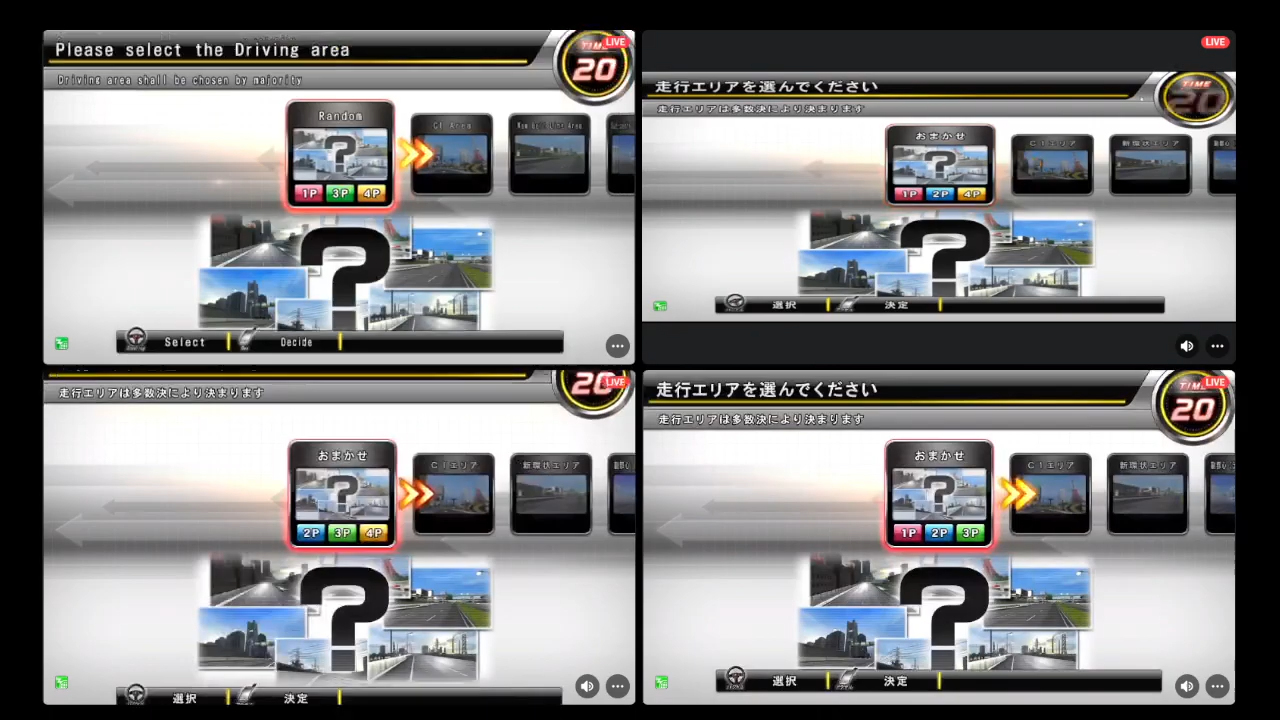 Please select the Driving area
LIVE
TIME
20
Driving area shall be chosen by majority
Random
C1 Area
1P 3P 4P
Select
Decide
LIVE
走行エリアを選んでください
TIME
20
走行エリアは多数決により決まります
おまかせ
C1エリア
新環状エリア
1P 2P 4P
選択
決定
20
LIVE
走行エリアは多数決により決まります
おまかせ
C1エリア
新環状エリア
2P 3P 4P
選択
決定
走行エリアを選んでください
TIME
LIVE
20
走行エリアは多数決により決まります
おまかせ
C1エリア
新環状エリア
1P 2P 3P
選択
決定